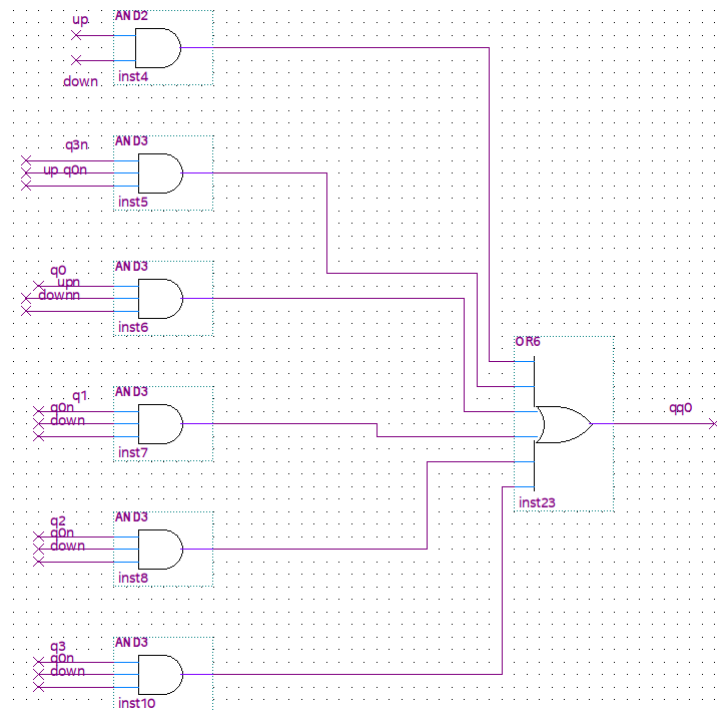 up
AND2
down
inst4
q3n
AND3
up q0n
inst5
q0
AND3
upn
downn
inst6
OR6
q1
AND3
q0n
down
qq0
inst7
inst23
q2
AND3
q0n
down
inst8
q3
AND3
q0n
down
inst10